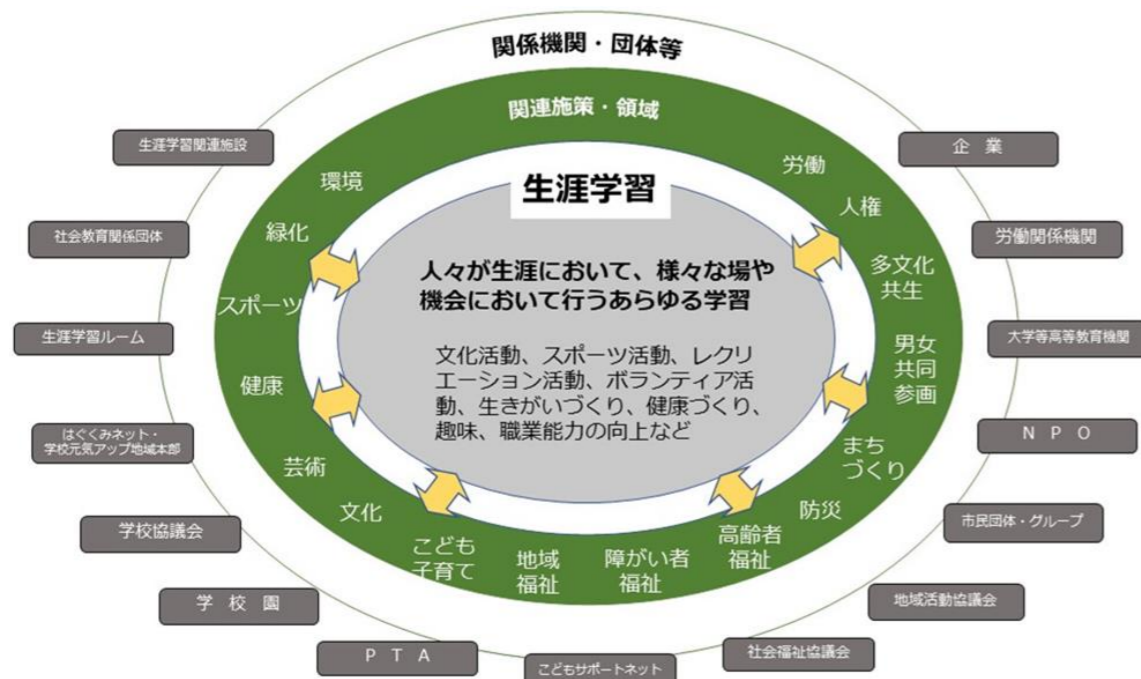 関係機関・団体等
関連施策・領域
生涯学習
人々が生涯において、様々な場や
機会において行うあらゆる学習
文化活動、スポーツ活動、レクリ
エーション活動、ボランティア活
動、生きがいづくり、健康づくり、
趣味、職業能力の向上など
環境
緑化
スポーツ
健康
芸術
文化
こども
子育て
地域
福祉
障がい者
福祉
高齢者
福祉
防災
まち
づくり
男女
共同
参画
多文化
共生
人権
労働
生涯学習関連施設
社会教育関係団体
生涯学習ルーム
はぐくみネット・
学校元気アップ地域本部
学校協議会
学 校 園
P T A
こどもサポートネット
社会福祉協議会
地域活動協議会
市民団体・グループ
N P O
大学等高等教育機関
労働関係機関
企 業